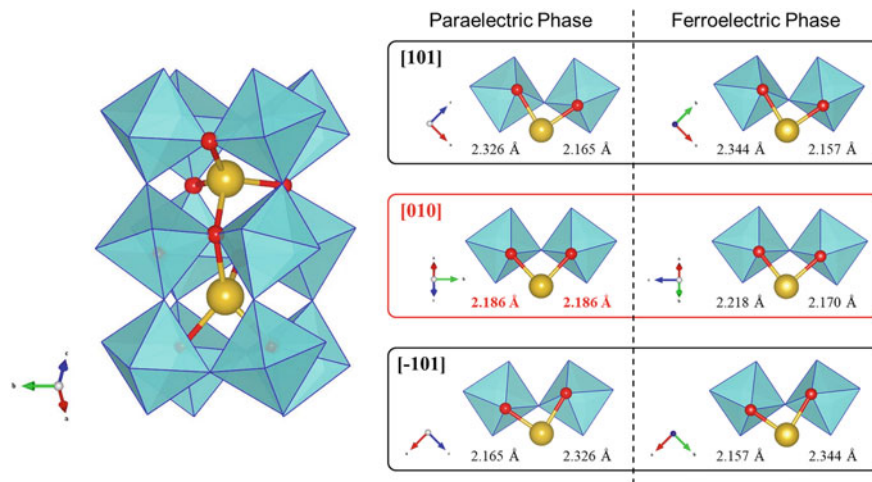 Paraelectric Phase Ferroelectric Phase
[101]
2.326 Å 2.165 Å 2.344 Å 2.157 Å
[010]
2.186 Å 2.186 Å 2.218 Å 2.170 Å
[-101]
2.165 Å 2.326 Å 2.157 Å 2.344 Å
c
b
a